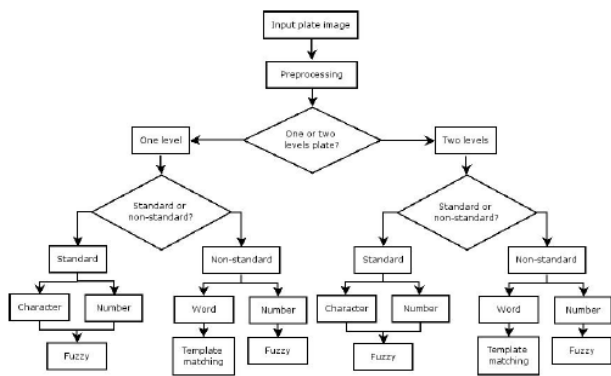 Input plate image
Preprocessing
One or two
levels plate?
One level
Two levels
Standard or
non-standard?
Standard or
non-standard?
Standard
Non-standard
Standard
Non-standard
Character
Number
Word
Number
Character
Number
Word
Number
Fuzzy
Template
matching
Fuzzy
Fuzzy
Template
matching
Fuzzy